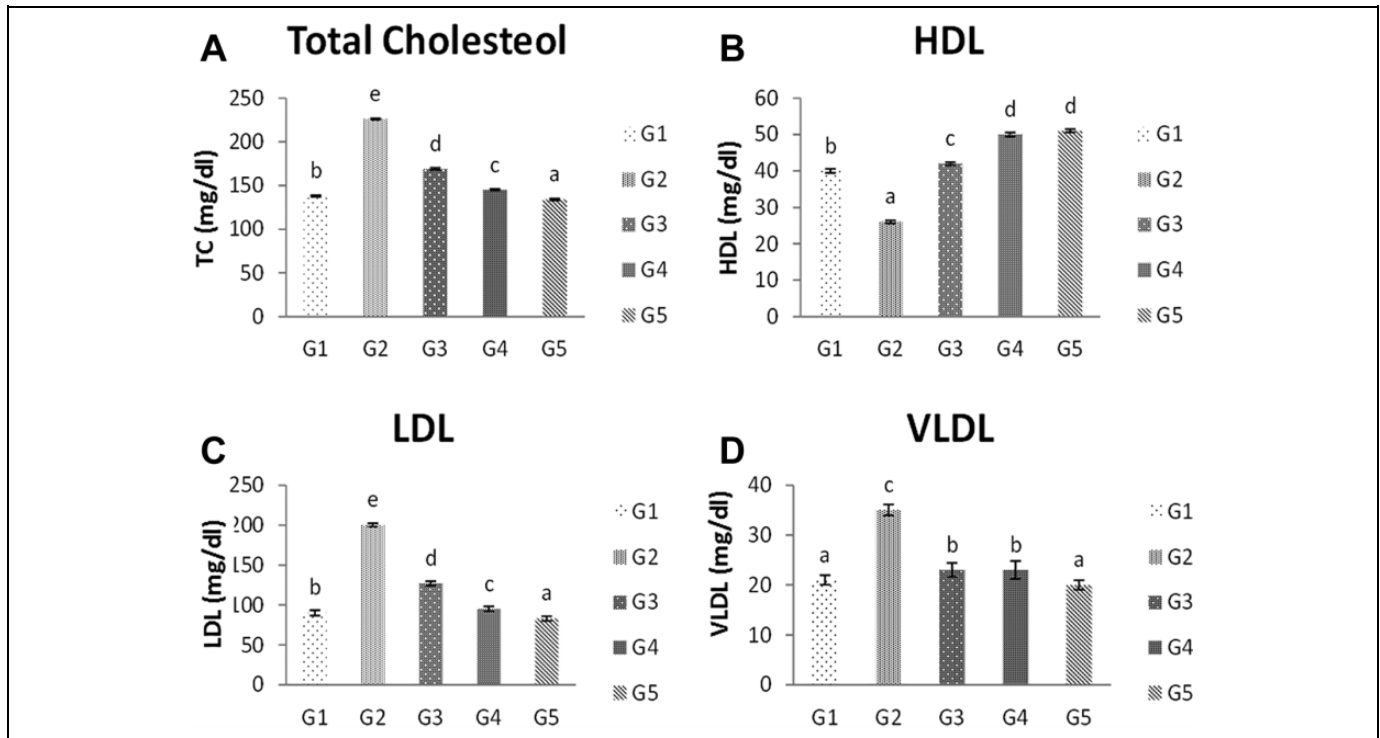 A
Total Cholesteol
TC (mg/dl)
250
200
150
100
50
0
b
e
d
c
a
G1 G2 G3 G4 G5
G1
G2
G3
G4
G5
B
HDL
HDL (mg/dl)
60
50
40
30
20
10
0
b
a
c
d
d
G1 G2 G3 G4 G5
G1
G2
G3
G4
G5
C
LDL
LDL (mg/dl)
250
200
150
100
50
0
b
e
d
c
a
G1 G2 G3 G4 G5
G1
G2
G3
G4
G5
D
VLDL
VLDL (mg/dl)
40
30
20
10
0
a
c
b
b
a
G1 G2 G3 G4 G5
G1
G2
G3
G4
G5